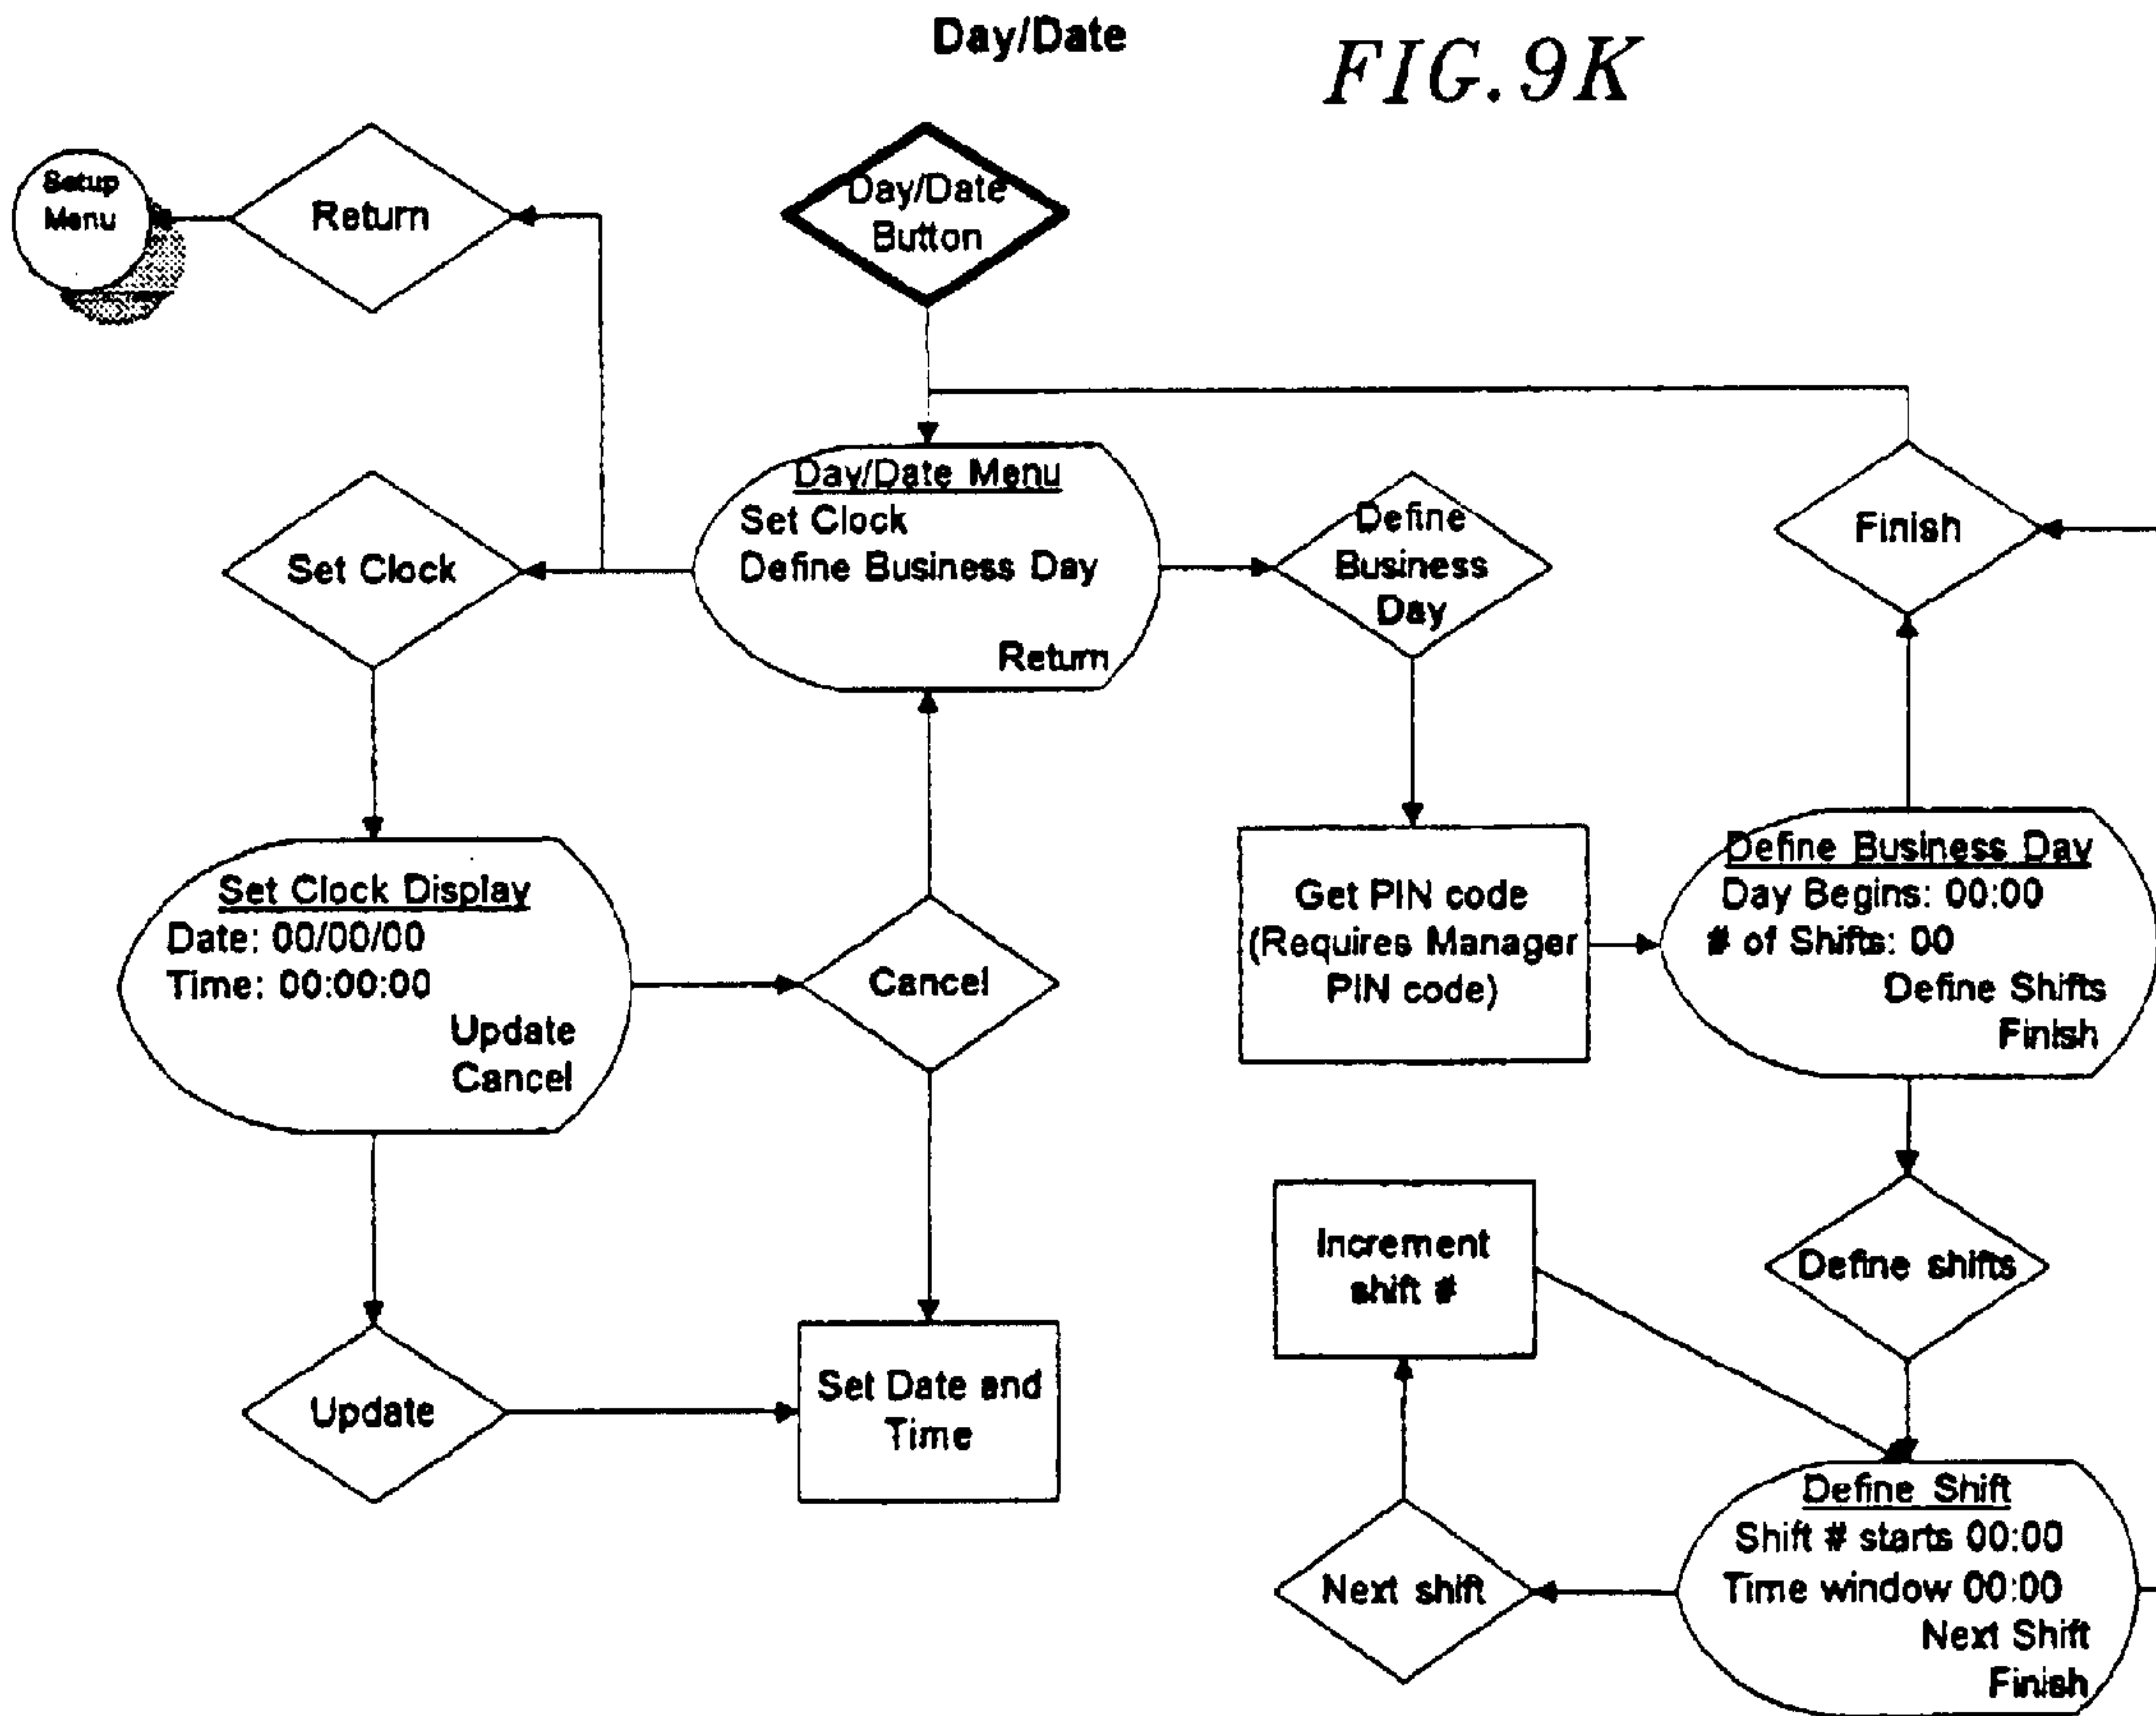 Day/Date
FIG. 9K
Setup
Menu
Return
Day/Date
Button
Set Clock
Day/Date Menu
Set Clock
Define Business Day
Return
Define
Business
Day
Finish
Set Clock Display
Date: 00/00/00
Time: 00:00:00
Update
Cancel
Cancel
Get PIN code
(Requires Manager
PIN code)
Define Business Day
Day Begins: 00:00
# of Shifts: 00
Define Shifts
Finish
Update
Set Date and
Time
Increment
shift #
Define shifts
Next shift
Define Shift
Shift # starts 00:00
Time window 00:00
Next Shift
Finish